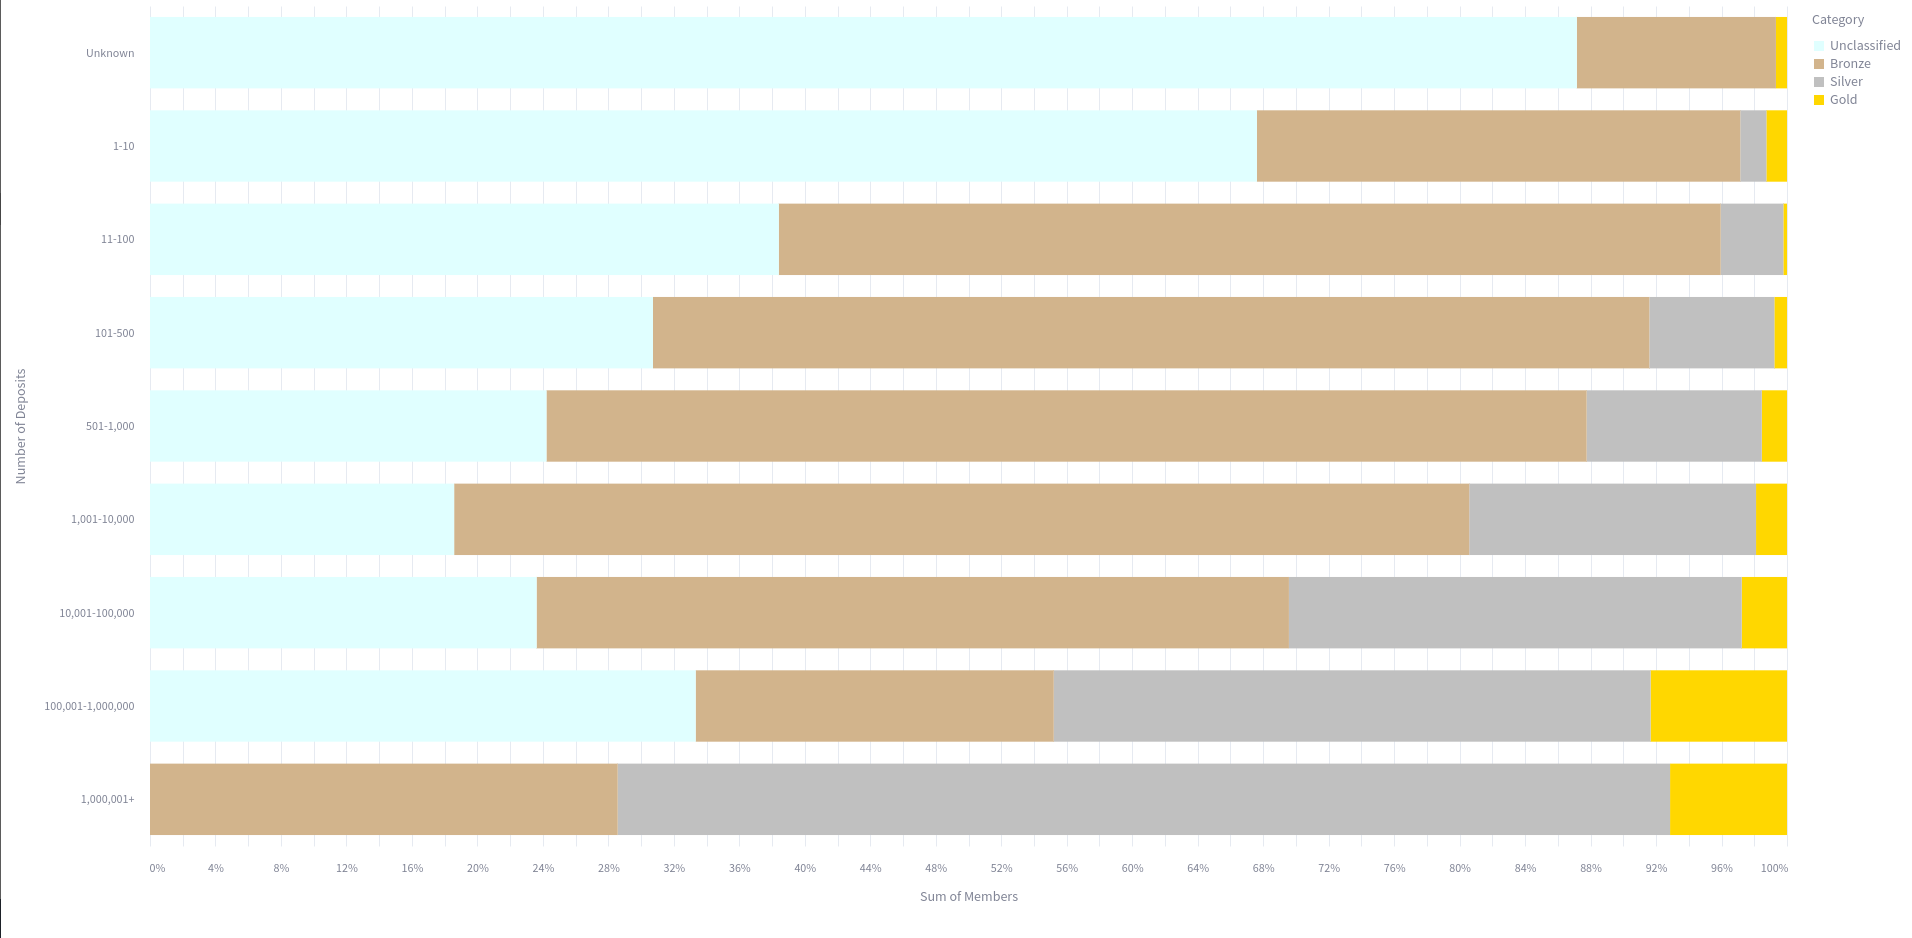 Category
Unclassified
Bronze
Silver
Gold
Number of Deposits
Unknown
1-10
11-100
101-500
501-1,000
1,001-10,000
10,001-100,000
100,001-1,000,000
1,000,001+
0% 4% 8% 12% 16% 20% 24% 28% 32% 36% 40% 44% 48% 52% 56% 60% 64% 68% 72% 76% 80% 84% 88% 92% 96% 100%
Sum of Members